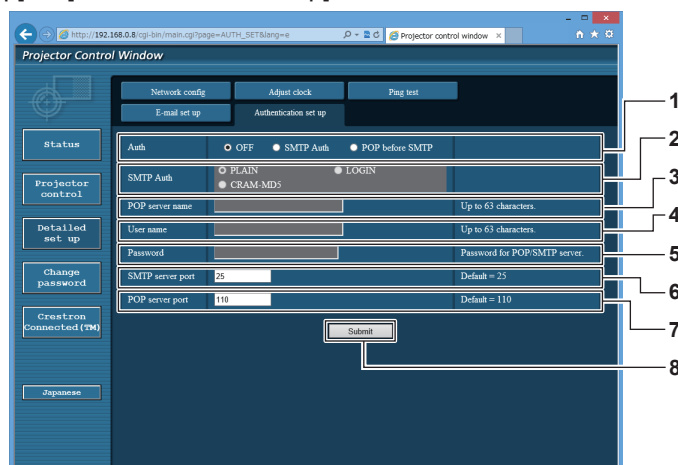 http://192.168.0.8/cgi-bin/main.cgi?page=AUTH_SET&lang=e
Projector control window
Projector Control Window
Network config Adjust clock Ping test
E-mail set up Authentication set up
1
Status
Auth OFF SMTP Auth POP before SMTP
2
SMTP Auth PLAIN LOGIN
CRAM-MD5
Projector
control
3
POP server name Up to 63 characters.
4
Detailed
set up
User name Up to 63 characters.
5
Password Password for POP/SMTP server.
6
Change
password
SMTP server port 25 Default = 25
7
POP server port 110 Default = 110
Crestron
Connected(TM)
Submit
8
Japanese